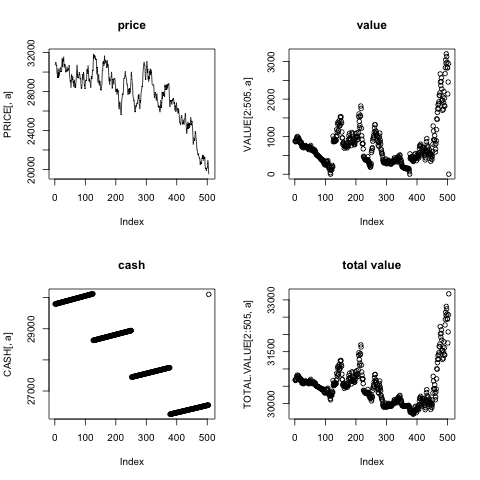 price
PRICE[, a]
20000 24000 28000 32000
0 100 200 300 400 500
Index
value
VALUE[2:505, a]
0 1000 2000 3000
0 100 200 300 400 500
Index
cash
CASH[, a]
27000 29000
0 100 200 300 400 500
Index
total value
TOTAL.VALUE[2:505, a]
30000 31500 33000
0 100 200 300 400 500
Index